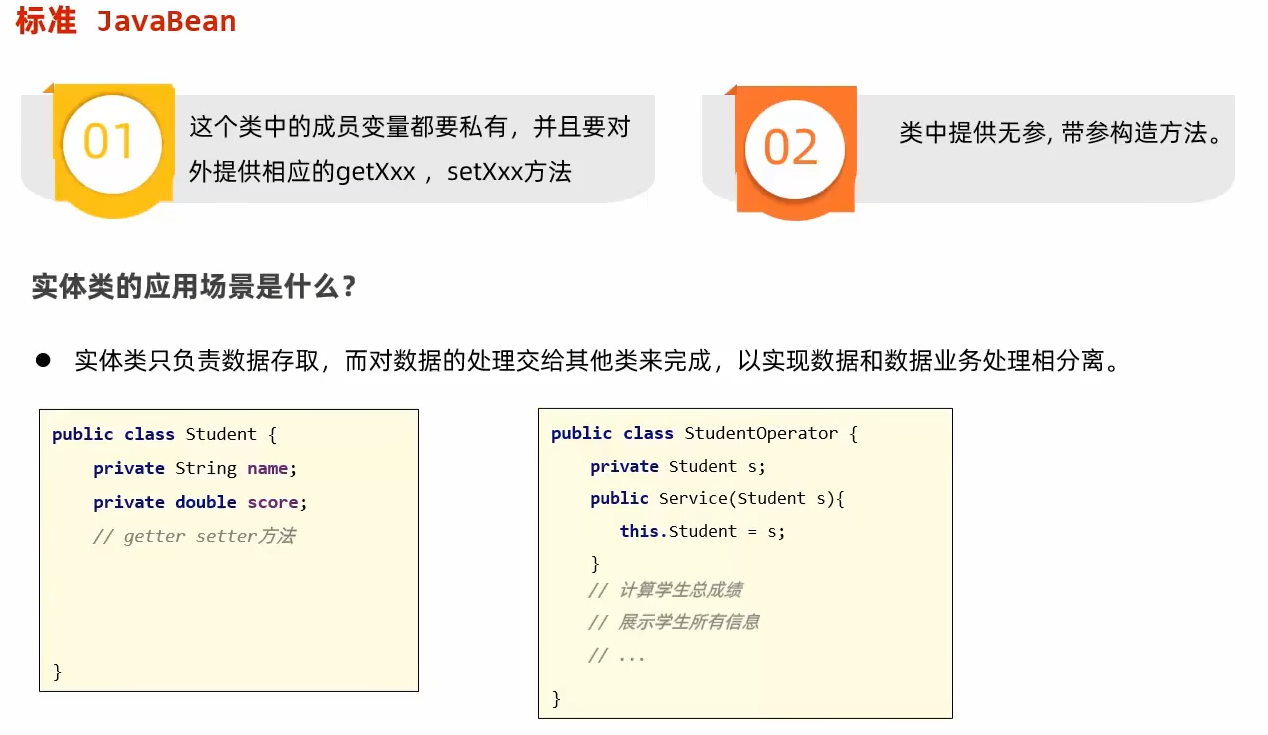 标准 JavaBean
01
这个类中的成员变量都要私有，并且要对
外提供相应的getXxx ，setXxx方法
02
类中提供无参, 带参构造方法。
实体类的应用场景是什么？
● 实体类只负责数据存取，而对数据的处理交给其他类来完成，以实现数据和数据业务处理相分离。
public class Student {
private String name;
private double score;
// getter setter方法
}
public class StudentOperator {
private Student s;
public Service(Student s){
this.Student = s;
}
// 计算学生总成绩
// 展示学生所有信息
// ...
}